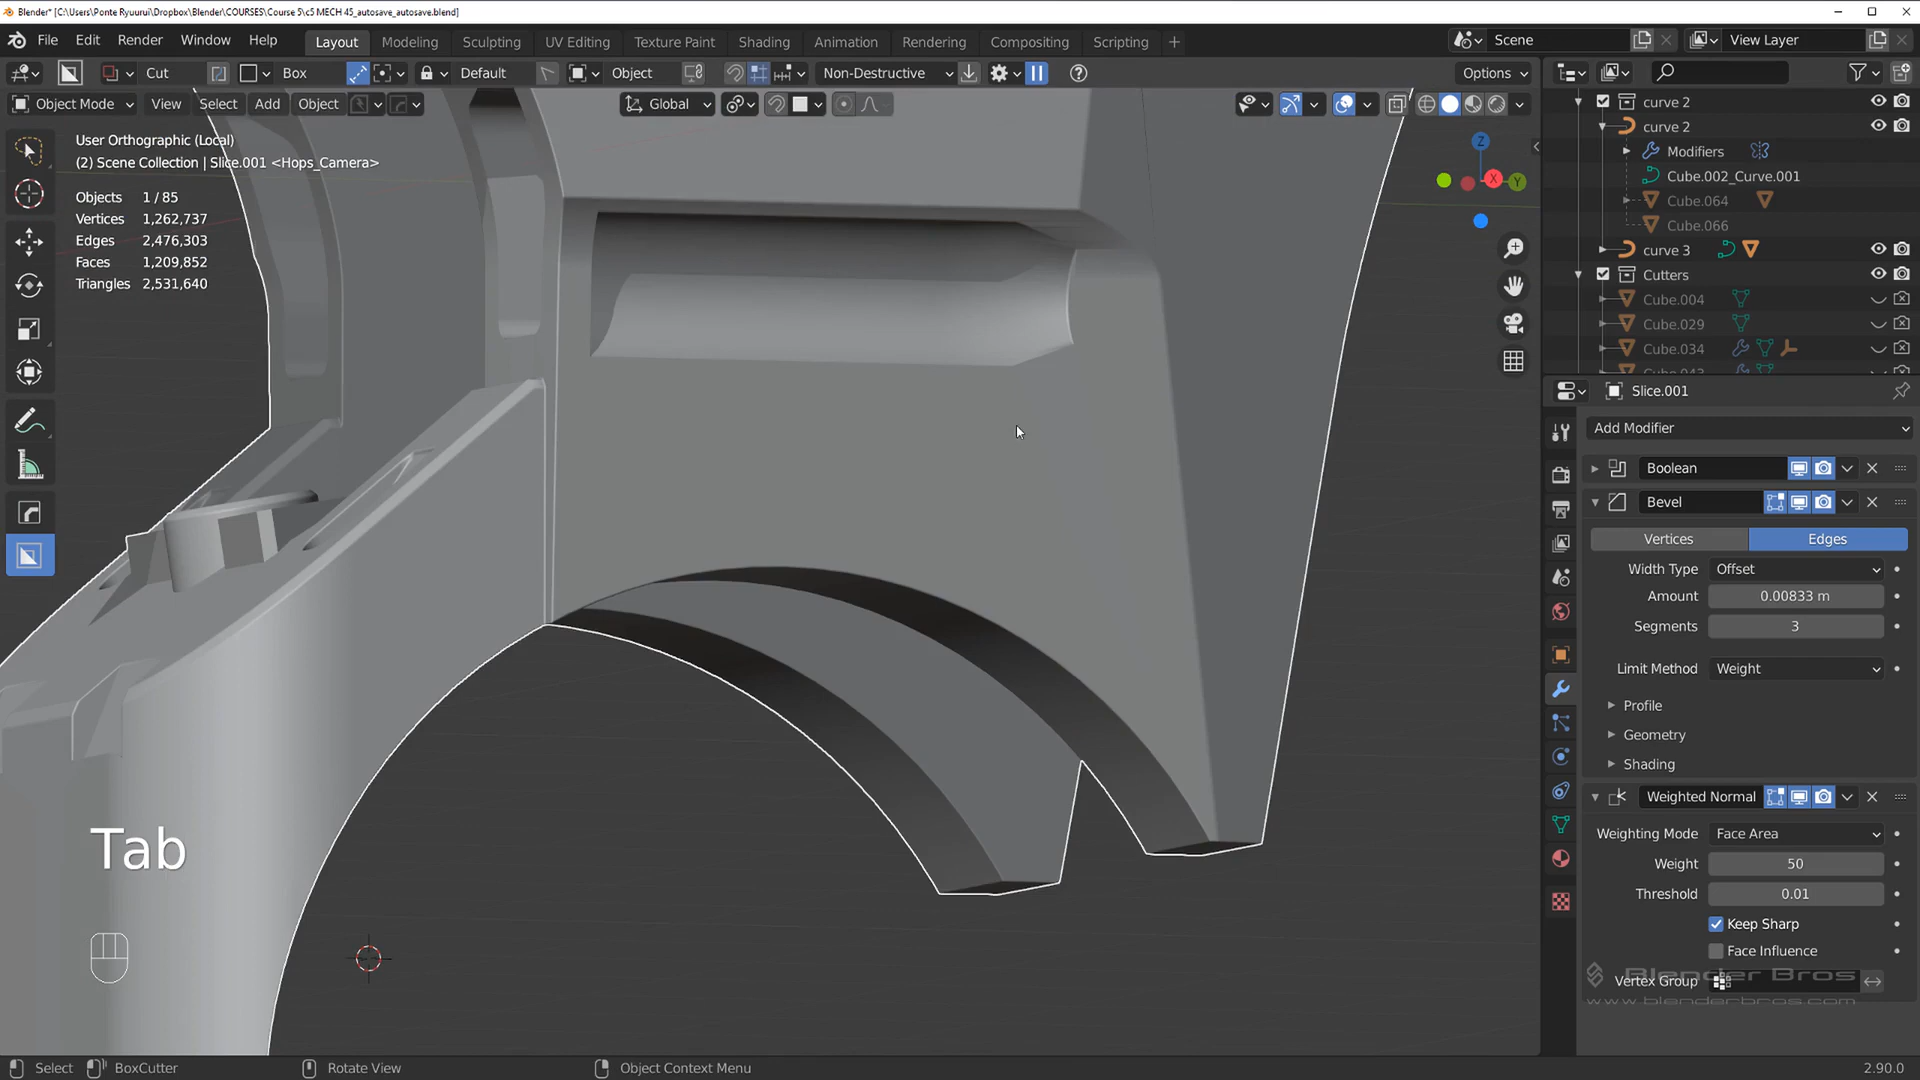 Blender* [C:\Users\Ponte Ryuurui\Dropbox\Blender\COURSES\Course 5\c5 MECH 45_autosave_autosave.blend]
File Edit Render Window Help Layout Modeling Sculpting UV Editing Texture Paint Shading Animation Rendering Compositing Scripting + Scene View Layer
Cut Box Default Object Non-Destructive Options
Object Mode View Select Add Object Global
User Orthographic (Local)
(2) Scene Collection | Slice.001 <Hops_Camera>
Objects 1 / 85
Vertices 1,262,737
Edges 2,476,303
Faces 1,209,852
Triangles 2,531,640
Z
X
Y
Tab
curve 2
curve 2
Modifiers
Cube.002_Curve.001
Cube.064
Cube.066
curve 3
Cutters
Cube.004
Cube.029
Cube.034
Slice.001
Add Modifier
Boolean
Bevel
Vertices Edges
Width Type Offset
Amount 0.00833 m
Segments 3
Limit Method Weight
Profile
Geometry
Shading
Weighted Normal
Weighting Mode Face Area
Weight 50
Threshold 0.01
Keep Sharp
Face Influence
Blender Bros
Vertex Group
www.blenderbros.com
Select BoxCutter Rotate View Object Context Menu 2.90.0